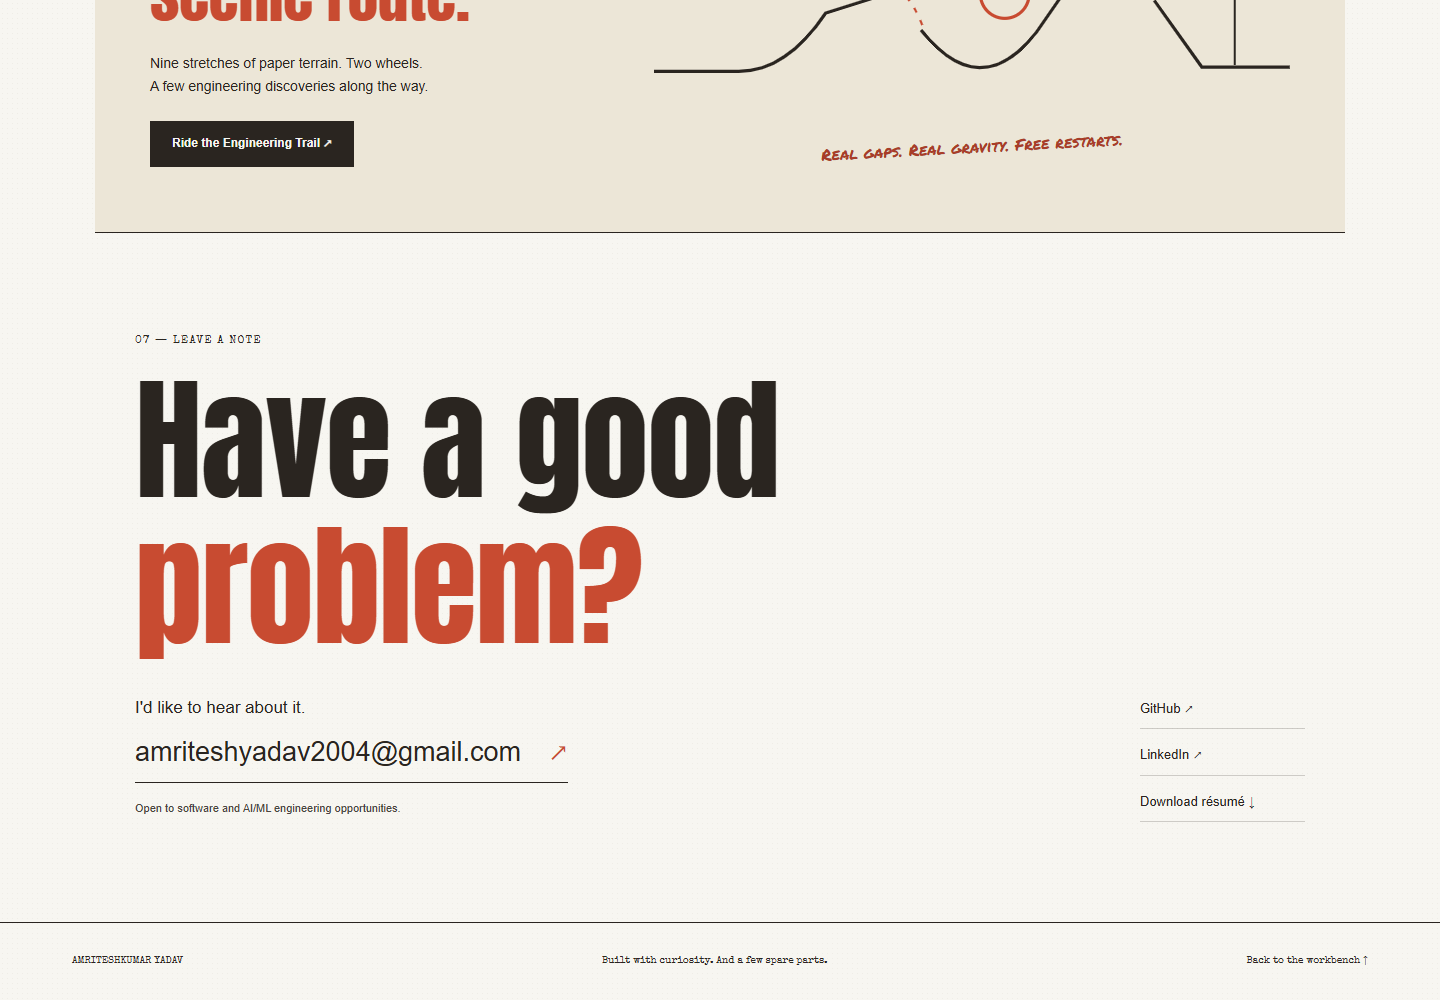 scenic route.
Nine stretches of paper terrain. Two wheels.
A few engineering discoveries along the way.
Ride the Engineering Trail ↗
Real gaps. Real gravity. Free restarts.
07 — LEAVE A NOTE
Have a good
problem?
I'd like to hear about it.
amriteshyadav2004@gmail.com ↗
Open to software and AI/ML engineering opportunities.
GitHub ↗
LinkedIn ↗
Download résumé ↓
AMRITESHKUMAR YADAV
Built with curiosity. And a few spare parts.
Back to the workbench ↑